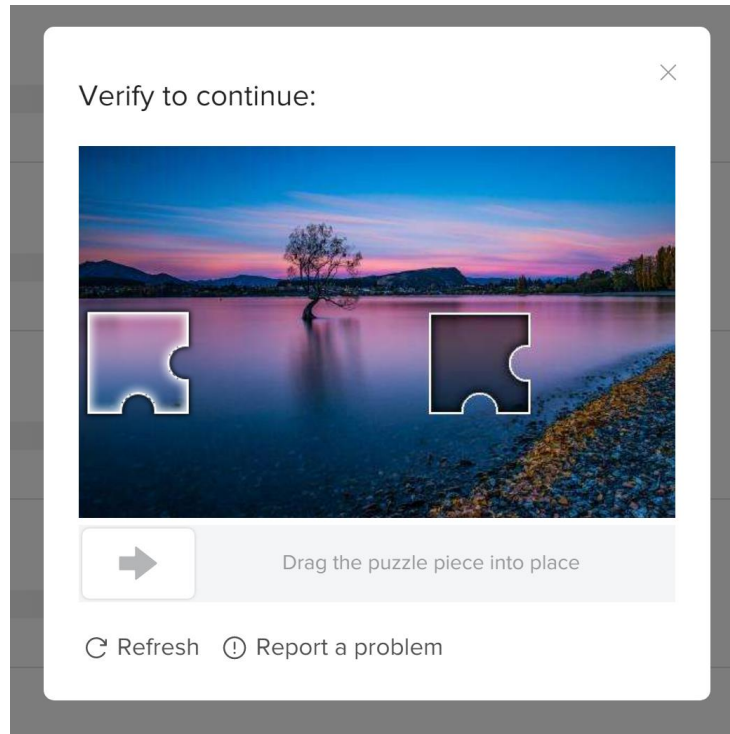 Verify to continue:
Drag the puzzle piece into place
Refresh Report a problem